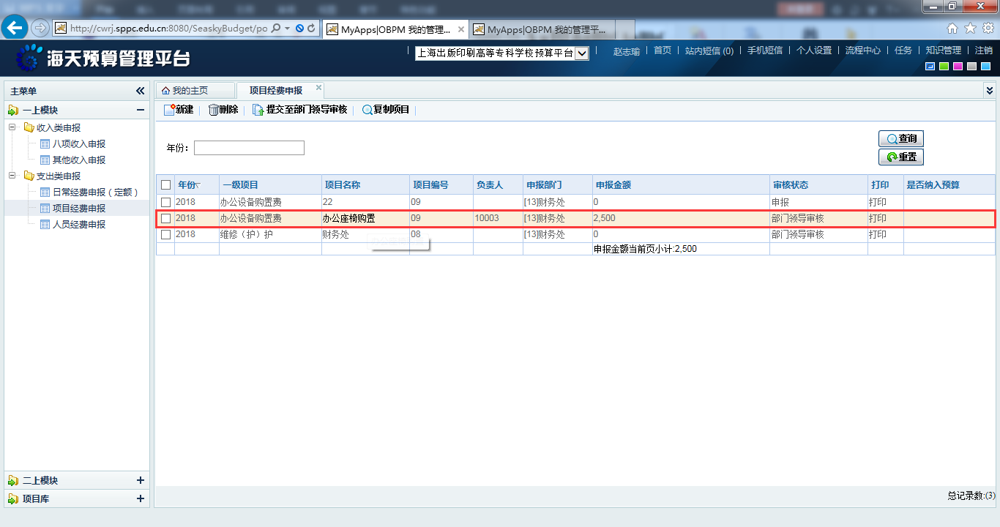 http://cwrj.sppc.edu.cn:8080/SeaskyBudget/po
MyApps|OBPM 我的管理...
MyApps|OBPM 我的管理平...
海天预算管理平台
上海出版印刷高等专科学校预算平台
赵志瑜 首页 站内短信 (0) 手机短信 个人设置 流程中心 任务 知识管理 注销
主菜单
一上模块
收入类申报
八项收入申报
其他收入申报
支出类申报
日常经费申报（定额）
项目经费申报
人员经费申报
二上模块
项目库
我的主页 项目经费申报
新建 删除 提交至部门领导审核 复制项目
年份：
查询
重置
年份 一级项目 项目名称 项目编号 负责人 申报部门 申报金额 审核状态 打印 是否纳入预算
2018 办公设备购置费 22 09 [13]财务处 0 申报 打印
2018 办公设备购置费 办公座椅购置 09 10003 [13]财务处 2,500 部门领导审核 打印
2018 维修（护）护 财务处 08 [13]财务处 0 部门领导审核 打印
申报金额当前页小计:2,500
总记录数:(3)